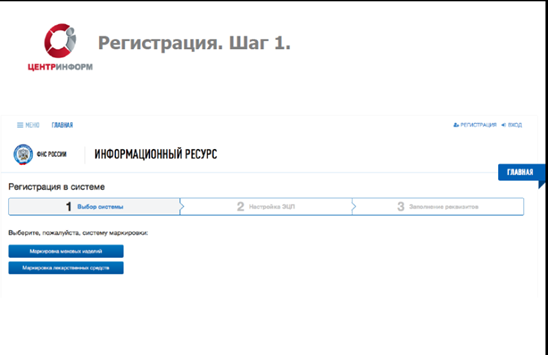 Регистрация. Шаг 1.
ЦЕНТРИНФОРМ
МЕНЮ ГЛАВНАЯ
РЕГИСТРАЦИЯ ВХОД
ФНС РОССИИ ИНФОРМАЦИОННЫЙ РЕСУРС
ГЛАВНАЯ
Регистрация в системе
1 Выбор системы 2 Настройка ЭЦП 3 Заполнение реквизитов
Выберите, пожалуйста, систему маркировки:
Маркировка меховых изделий
Маркировка лекарственных средств